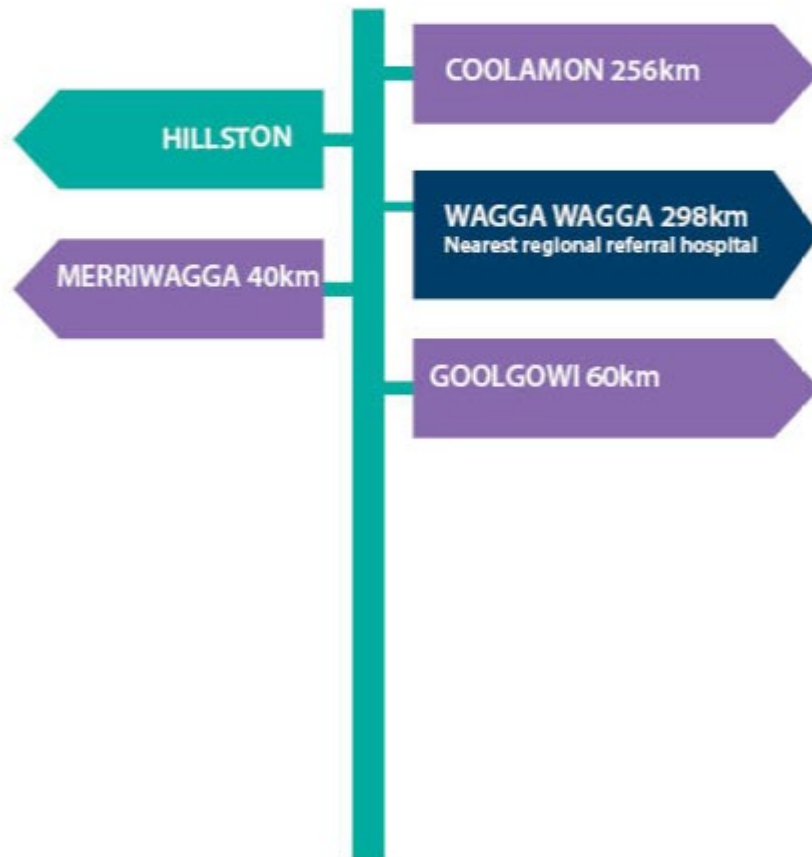 COOLAMON 256km
HILLSTON
WAGGA WAGGA 298km
Nearest regional referral hospital
MERRIWAGGA 40km
GOOLGOWI 60km